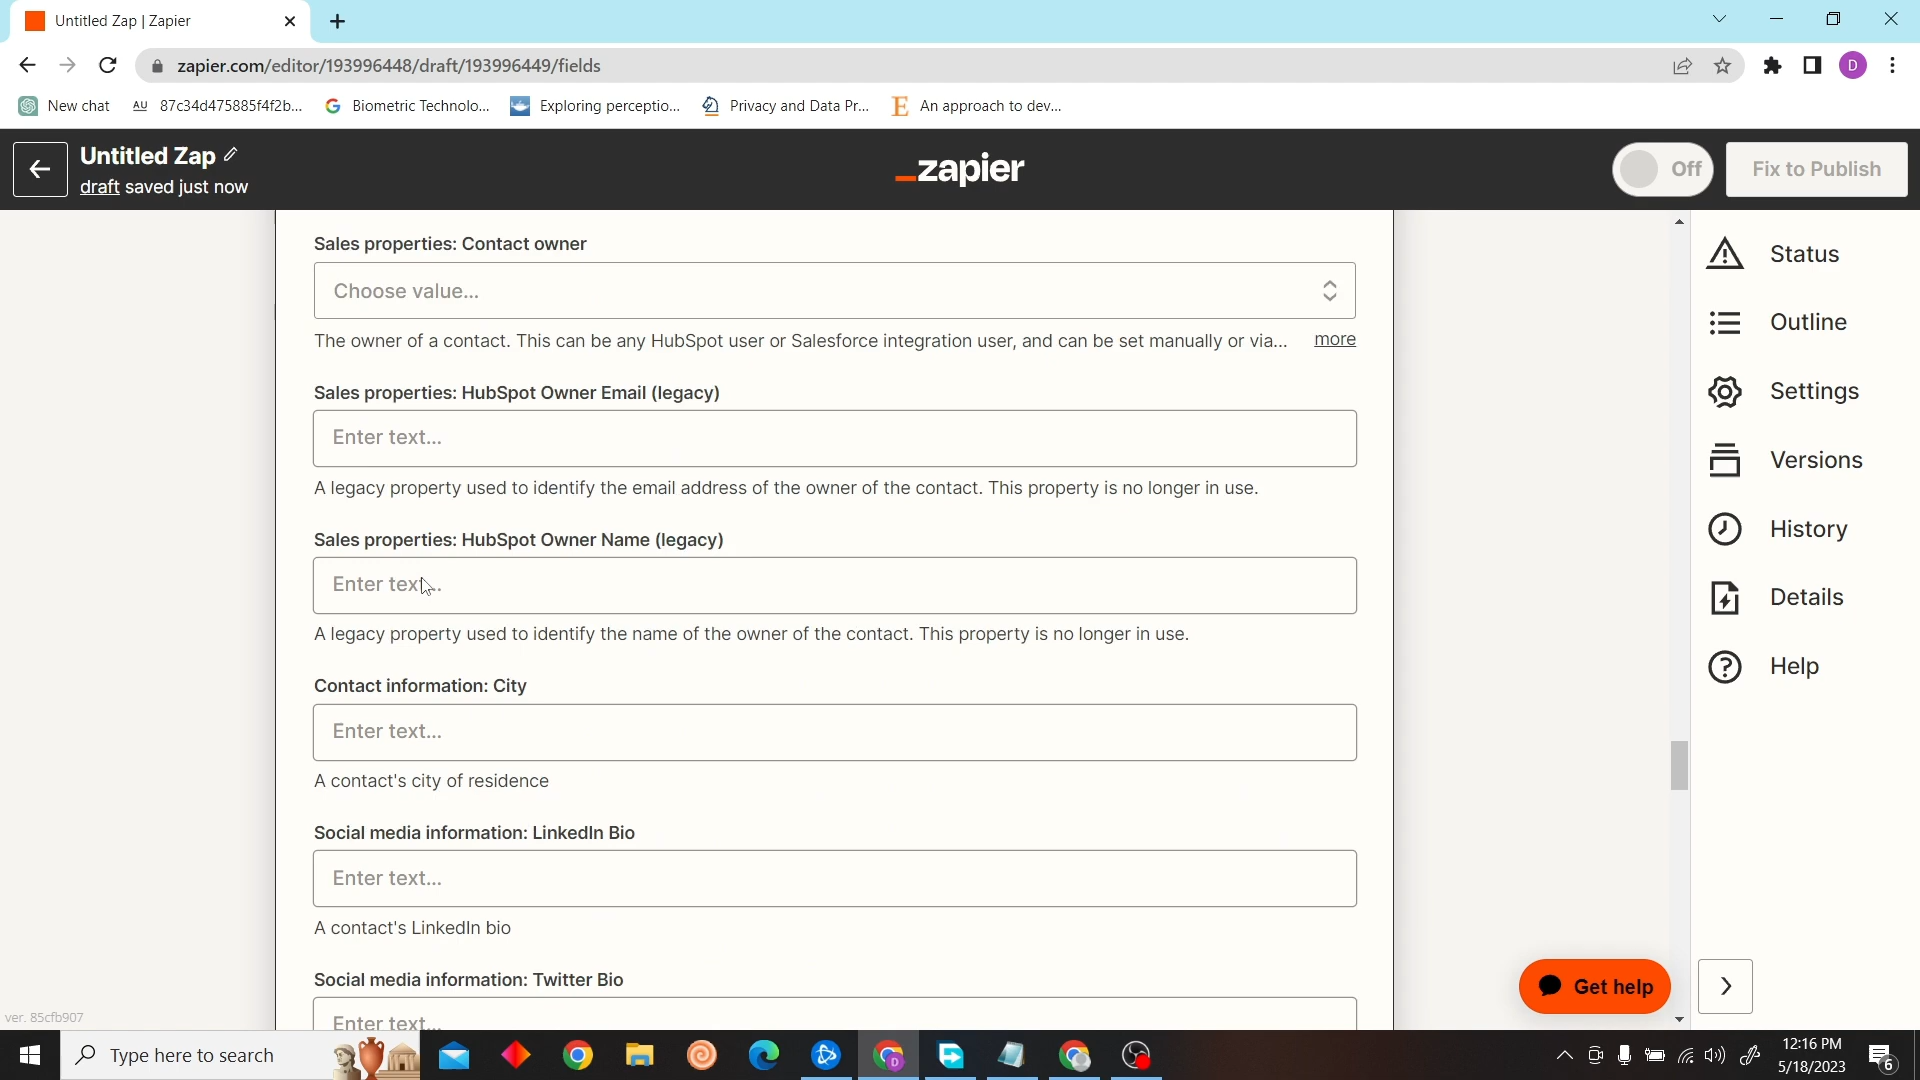 Untitled Zap | Zapier
zapier.com/editor/193996448/draft/193996449/fields
D
New chat
AU 87c34d475885f4f2b...
G Biometric Technolo...
Exploring perceptio...
Privacy and Data Pr...
E An approach to dev...
Untitled Zap
draft saved just now
zapier
Off
Fix to Publish
Sales properties: Contact owner
Choose value...
The owner of a contact. This can be any HubSpot user or Salesforce integration user, and can be set manually or via...
more
Sales properties: HubSpot Owner Email (legacy)
Enter text...
A legacy property used to identify the email address of the owner of the contact. This property is no longer in use.
Sales properties: HubSpot Owner Name (legacy)
Enter text...
A legacy property used to identify the name of the owner of the contact. This property is no longer in use.
Contact information: City
Enter text...
A contact's city of residence
Social media information: LinkedIn Bio
Enter text...
A contact's LinkedIn bio
Social media information: Twitter Bio
Enter text...
Status
Outline
Settings
Versions
History
Details
Help
Get help
ver. 85cfb907
Type here to search
D
12:16 PM
5/18/2023
6